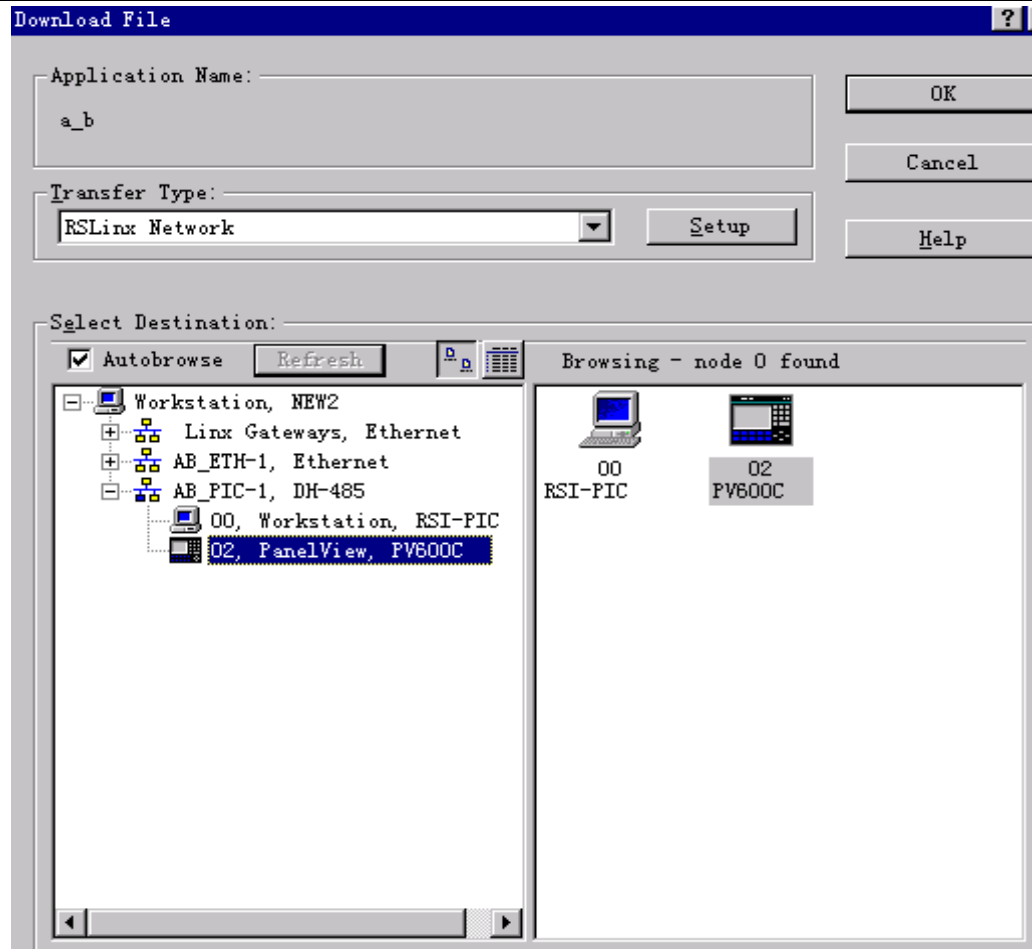 Download File
?
Application Name:
a_b
OK
Cancel
Transfer Type:
RSLinx Network
Setup
Help
Select Destination:
Autobrowse
Refresh
Browsing - node 0 found
Workstation, NEW2
Linx Gateways, Ethernet
AB_ETH-1, Ethernet
AB_PIC-1, DH-485
00, Workstation, RSI-PIC
02, PanelView, PV600C
00
RSI-PIC
02
PV600C